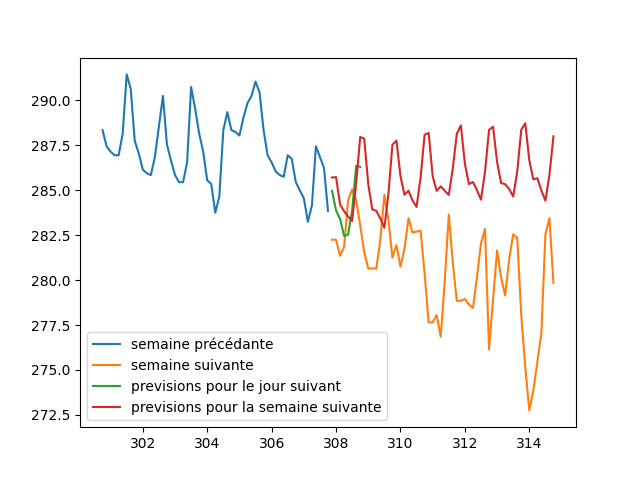 290.0
287.5
285.0
282.5
280.0
277.5
275.0
272.5
semaine précédante
semaine suivante
previsions pour le jour suivant
previsions pour la semaine suivante
302 304 306 308 310 312 314